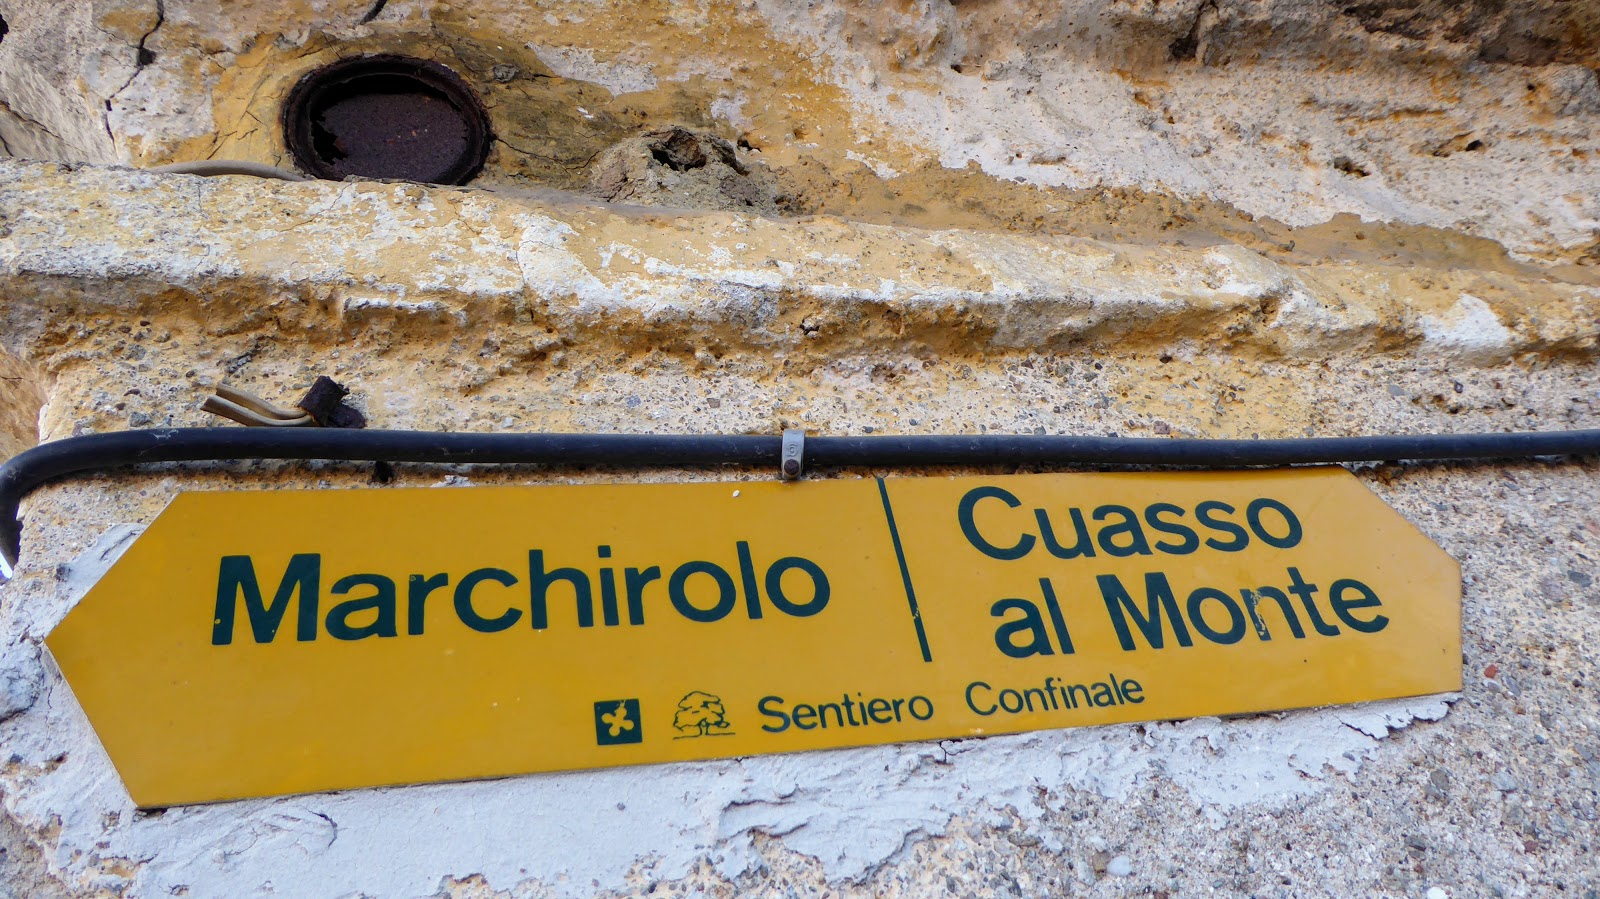 Marchirolo
Cuasso
al Monte
Sentiero Confinale